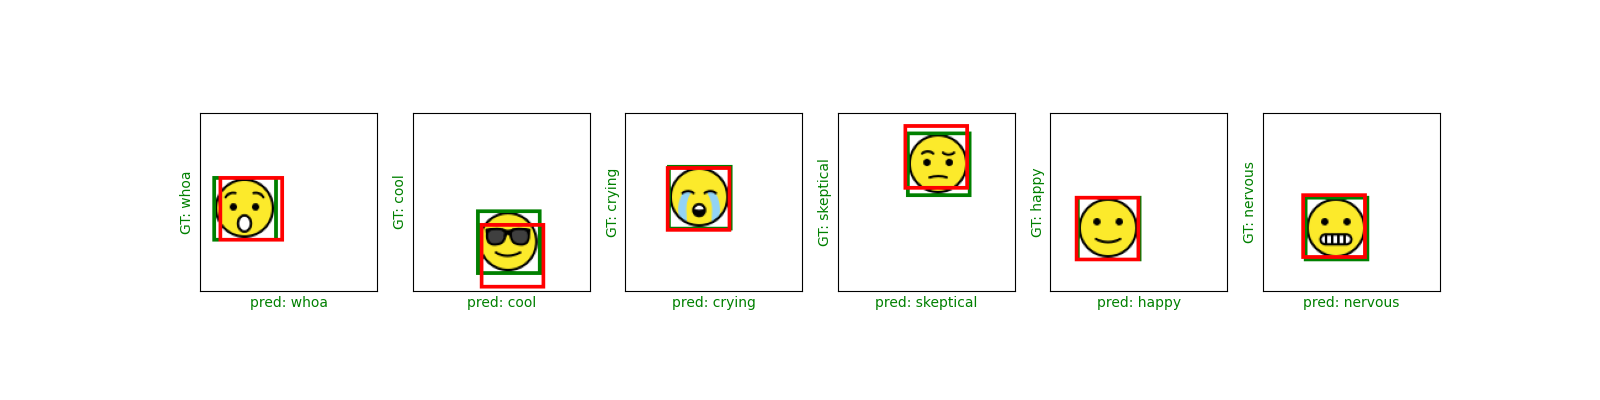 GT: whoa
pred: whoa
GT: cool
pred: cool
GT: crying
pred: crying
GT: skeptical
pred: skeptical
GT: happy
pred: happy
GT: nervous
pred: nervous